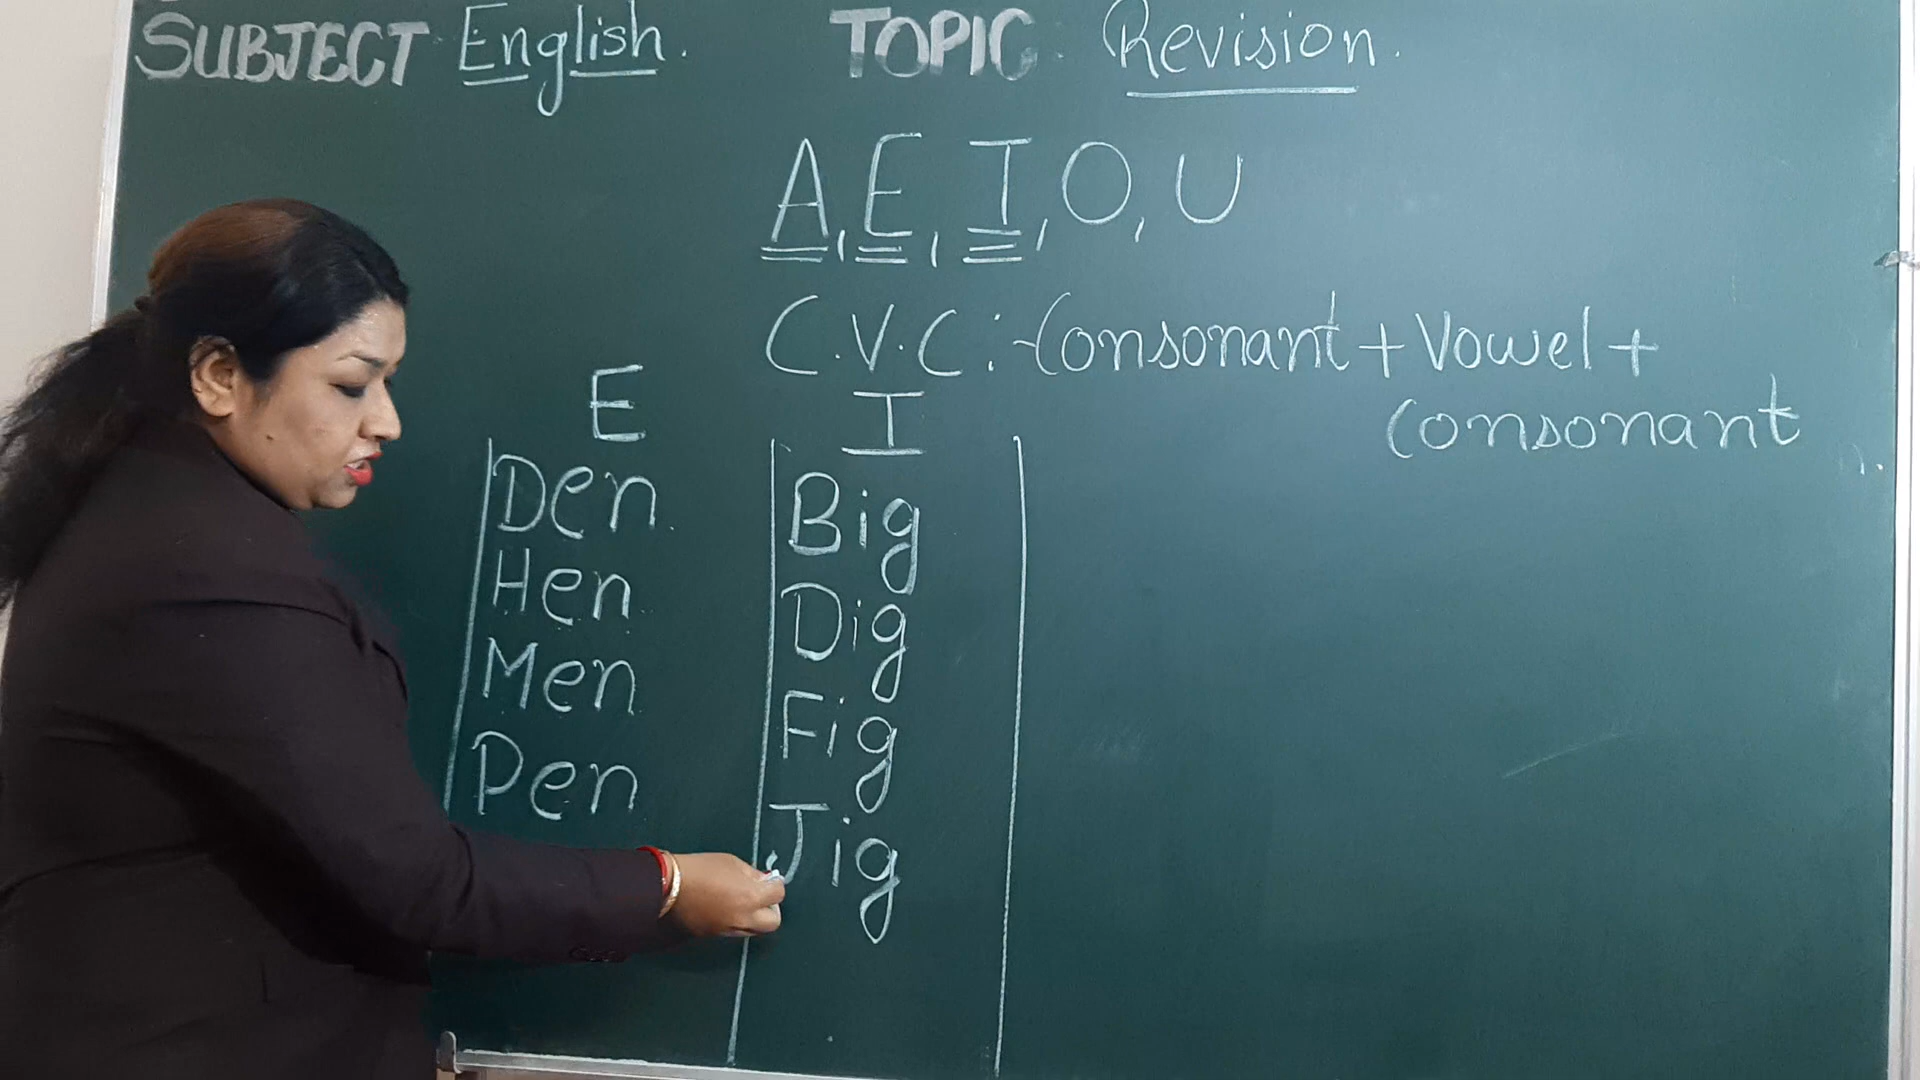 SUBJECT English. TOPIC Revision.
A, E, I, O, U
C.V.C:-Consonant + Vowel +
Consonant
E
Den
Hen
Men
Pen
I
Big
Dig
Fig
Jig